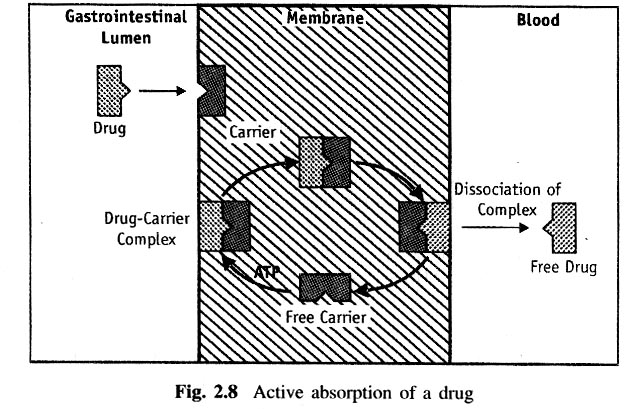 Gastrointestinal
Lumen
Membrane
Blood
Drug
Carrier
Drug-Carrier
Complex
Dissociation of
Complex
Free Drug
ATP
Free Carrier
Fig. 2.8 Active absorption of a drug